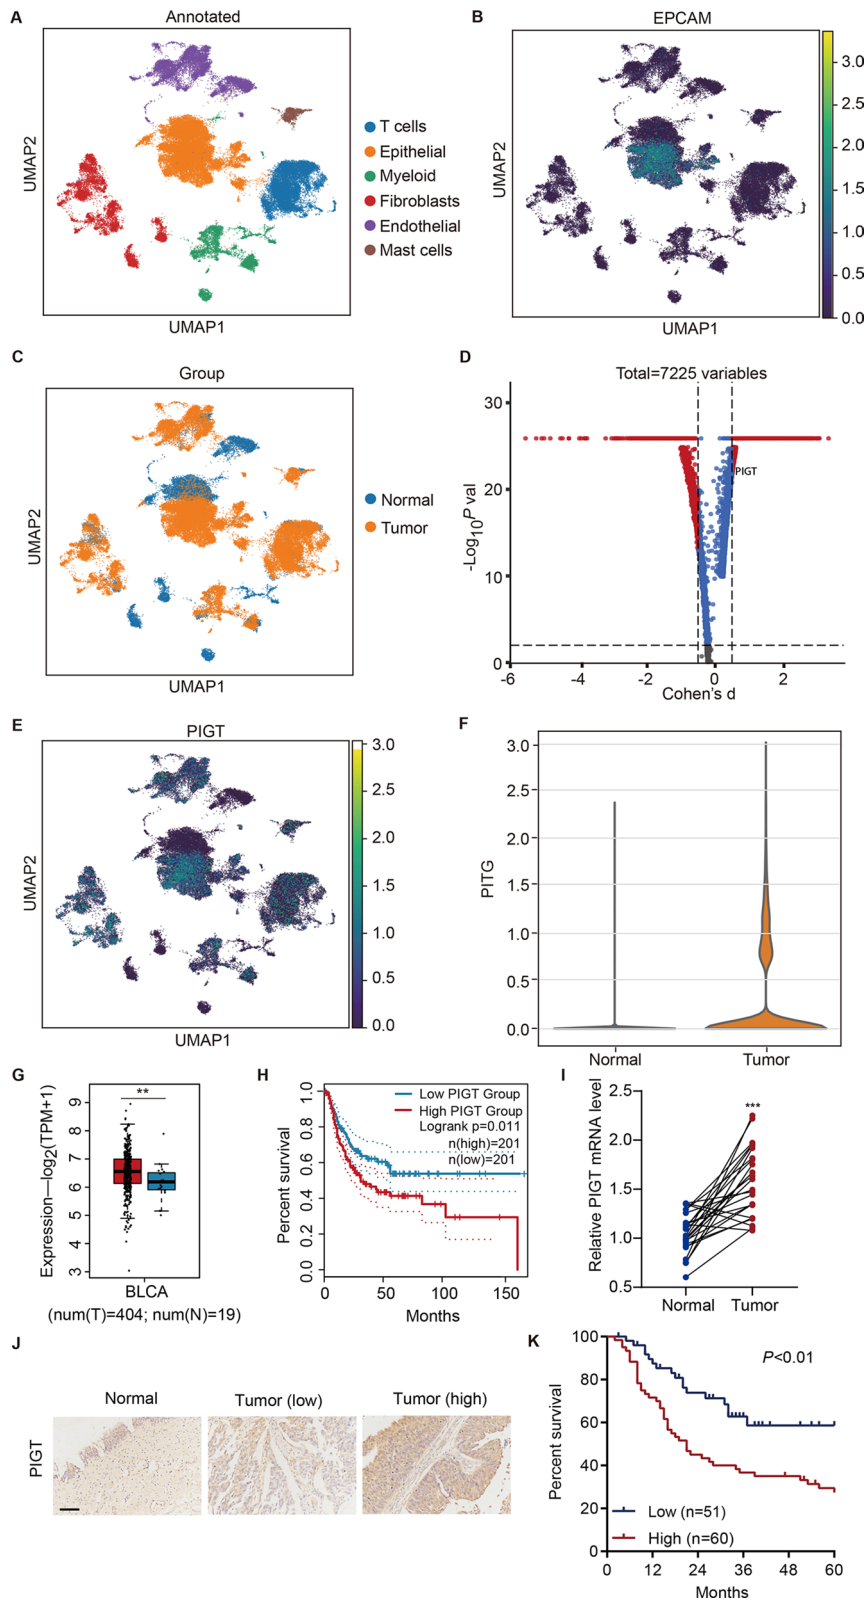 A
Annotated
UMAP2
UMAP1
T cells
Epithelial
Myeloid
Fibroblasts
Endothelial
Mast cells
B
EPCAM
UMAP2
UMAP1
3.0
2.5
2.0
1.5
1.0
0.5
0.0
C
Group
UMAP2
UMAP1
Normal
Tumor
D
Total=7225 variables
-Log10P val
30
20
10
0
PIGT
-6
-4
-2
0
2
Cohen's d
E
PIGT
UMAP2
UMAP1
3.0
2.5
2.0
1.5
1.0
0.5
0.0
F
PITG
3.0
2.5
2.0
1.5
1.0
0.5
0.0
Normal
Tumor
G
Expression—log2(TPM+1)
9
8
7
6
5
4
3
**
BLCA
(num(T)=404; num(N)=19)
H
Percent survival
1.0
0.8
0.6
0.4
0.2
0.0
Low PIGT Group
High PIGT Group
Logrank p=0.011
n(high)=201
n(low)=201
0
50
100
150
Months
I
Relative PIGT mRNA level
2.5
2.0
1.5
1.0
0.5
***
Normal
Tumor
J
Normal
Tumor (low)
Tumor (high)
PIGT
K
Percent survival
100
80
60
40
20
0
P<0.01
Low (n=51)
High (n=60)
0
12
24
36
48
60
Months